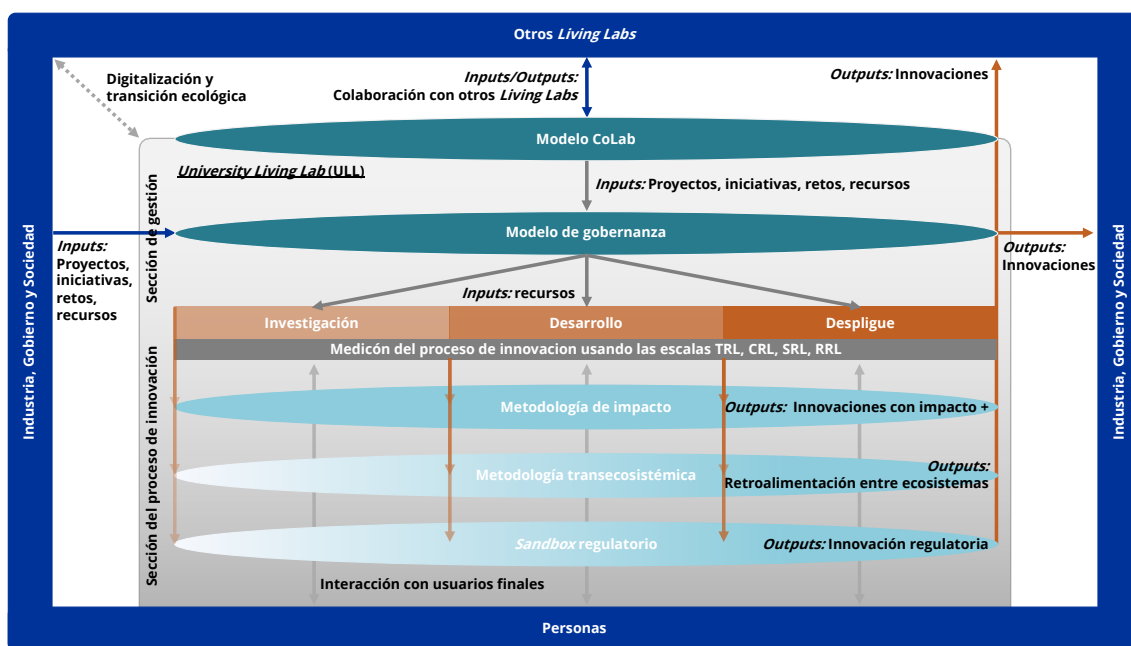 Otros Living Labs
Digitalización y
transición ecológica
Inputs/Outputs:
Colaboración con otros Living Labs
Outputs: Innovaciones
Modelo CoLab
University Living Lab (ULL)
Inputs: Proyectos, iniciativas, retos, recursos
Sección de gestión
Modelo de gobernanza
Industria, Gobierno y Sociedad
Inputs:
Proyectos,
iniciativas,
retos,
recursos
Outputs:
Innovaciones
Industria, Gobierno y Sociedad
Inputs: recursos
Investigación
Desarrollo
Despligue
Medicón del proceso de innovacion usando las escalas TRL, CRL, SRL, RRL
Sección del proceso de innovación
Metodología de impacto
Outputs: Innovaciones con impacto +
Metodología transecosistémica
Outputs:
Retroalimentación entre ecosistemas
Sandbox regulatorio
Outputs: Innovación regulatoria
Interacción con usuarios finales
Personas